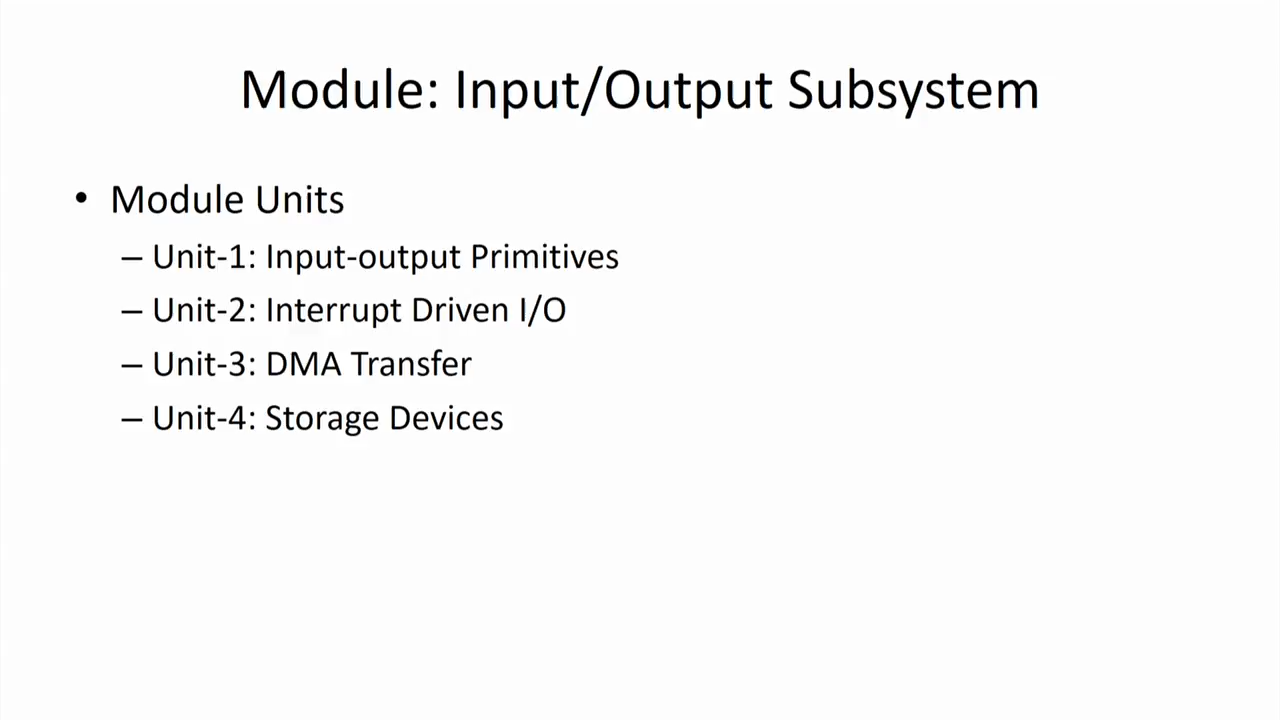 Module: Input/Output Subsystem
• Module Units
– Unit-1: Input-output Primitives
– Unit-2: Interrupt Driven I/O
– Unit-3: DMA Transfer
– Unit-4: Storage Devices